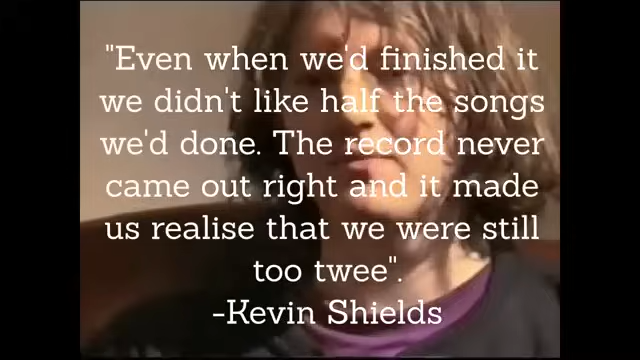 "Even when we'd finished it
we didn't like half the songs
we'd done. The record never
came out right and it made
us realise that we were still
too twee".
-Kevin Shields